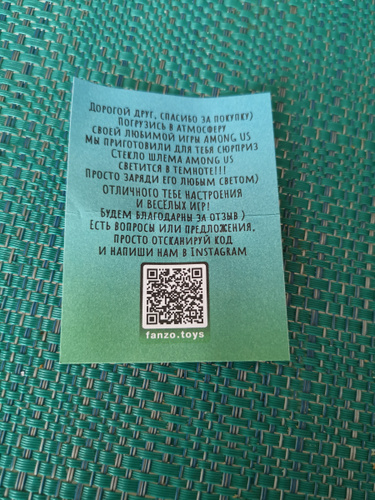 Дорогой друг, спасибо за покупку)
Погрузись в атмосферу
своей любимой игры Among Us
Мы приготовили для тебя сюрприз
Стекло шлема Among Us
светится в темноте!!!
Просто заряди его любым светом)
Отличного тебе настроения
и веселых игр!
Будем благодарны за отзыв )
Есть вопросы или предложения,
просто отсканируй код
и напиши нам в Instagram
fanzo.toys